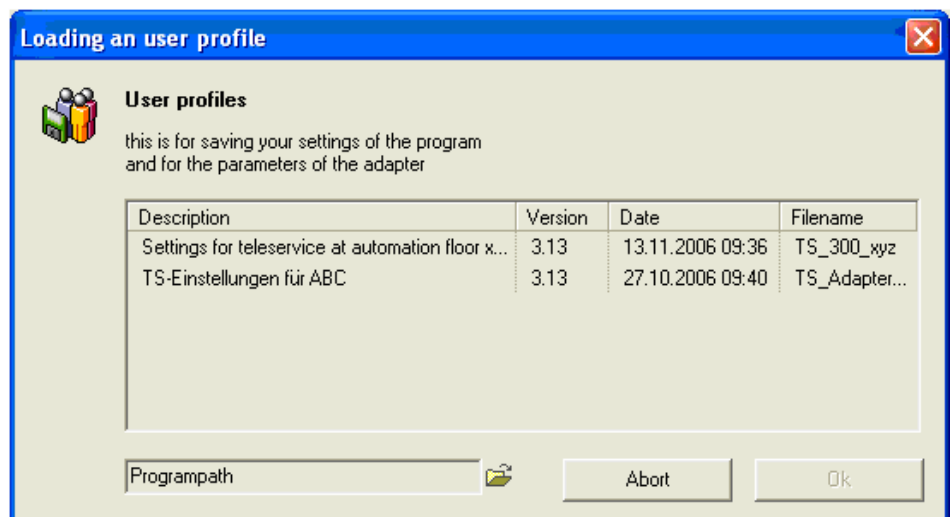 Loading an user profile
User profiles
this is for saving your settings of the program
and for the parameters of the adapter
Description Version Date Filename
Settings for teleservice at automation floor x... 3.13 13.11.2006 09:36 TS_300_xyz
TS-Einstellungen für ABC 3.13 27.10.2006 09:40 TS_Adapter...
Programpath Abort Ok